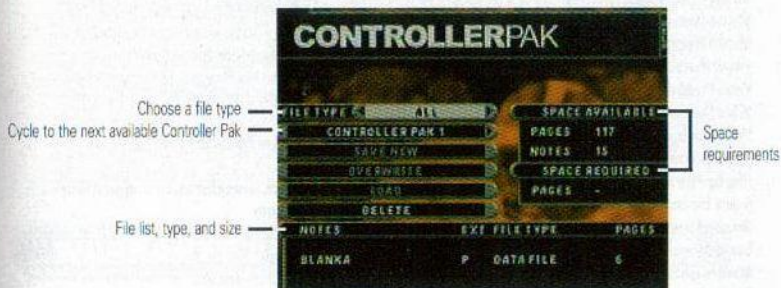 CONTROLLERPAK
Choose a file type
FILE TYPE
ALL
SPACE AVAILABLE
Cycle to the next available Controller Pak
CONTROLLER PAK 1
PAGES 117
Space
requirements
SAVE NEW
NOTES 15
OVERWRITE
SPACE REQUIRED
LOAD
PAGES -
DELETE
File list, type, and size
NOTES EXT FILE TYPE PAGES
BLANKA P DATA FILE 6